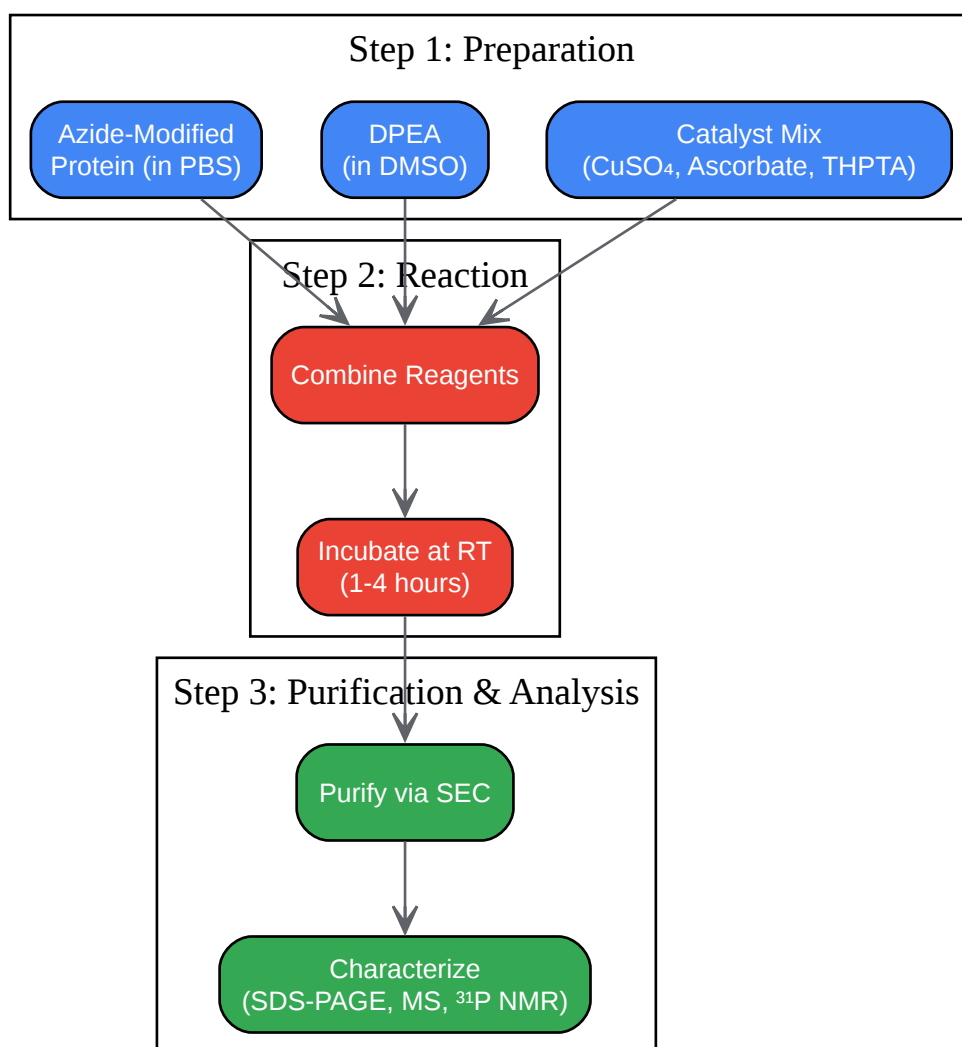 Step 1: Preparation
Azide-Modified
Protein (in PBS)
DPEA
(in DMSO)
Catalyst Mix
(CuSO₄, Ascorbate, THPTA)
Step 2: Reaction
Combine Reagents
Incubate at RT
(1-4 hours)
Step 3: Purification & Analysis
Purify via SEC
Characterize
(SDS-PAGE, MS, ³¹P NMR)